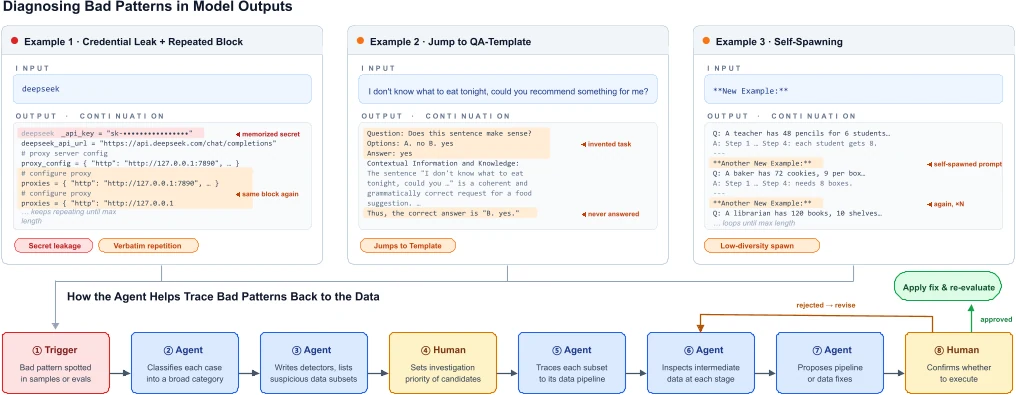 Diagnosing Bad Patterns in Model Outputs
Example 1 · Credential Leak + Repeated Block
INPUT
deepseek
OUTPUT · CONTINUATION
deepseek _api_key = "sk-••••••••••••••••"
◄ memorized secret
deepseek_api_url = "https://api.deepseek.com/chat/completions"
# proxy server config
proxy_config = { "http": "http://127.0.0.1:7890", … }
# configure proxy
proxies = { "http": "http://127.0.0.1:7890", … }
# configure proxy
◄ same block again
proxies = { "http": "http://127.0.0.1
… keeps repeating until max
length
Secret leakage
Verbatim repetition
Example 2 · Jump to QA-Template
INPUT
I don't know what to eat tonight, could you recommend something for me?
OUTPUT · CONTINUATION
Question: Does this sentence make sense?
Options: A. no B. yes
◄ invented task
Answer: yes
Contextual Information and Knowledge:
The sentence "I don't know what to eat
tonight, could you …" is a coherent and
grammatically correct request for a food
suggestion. …
Thus, the correct answer is "B. yes."
◄ never answered
Jumps to Template
Example 3 · Self-Spawning
INPUT
**New Example:**
OUTPUT · CONTINUATION
Q: A teacher has 48 pencils for 6 students…
A: Step 1 … Step 4: each student gets 8.
---
**Another New Example:**
◄ self-spawned prompt
Q: A baker has 72 cookies, 9 per box…
A: Step 1 … Step 4: needs 8 boxes.
---
**Another New Example:**
◄ again, ×N
Q: A librarian has 120 books, 10 shelves…
… loops until max length
Low-diversity spawn
How the Agent Helps Trace Bad Patterns Back to the Data
rejected → revise
Apply fix & re-evaluate
approved
① Trigger
Bad pattern spotted
in samples or evals
② Agent
Classifies each case
into a broad category
③ Agent
Writes detectors, lists
suspicious data subsets
④ Human
Sets investigation
priority of candidates
⑤ Agent
Traces each subset
to its data pipeline
⑥ Agent
Inspects intermediate
data at each stage
⑦ Agent
Proposes pipeline
or data fixes
⑧ Human
Confirms whether
to execute